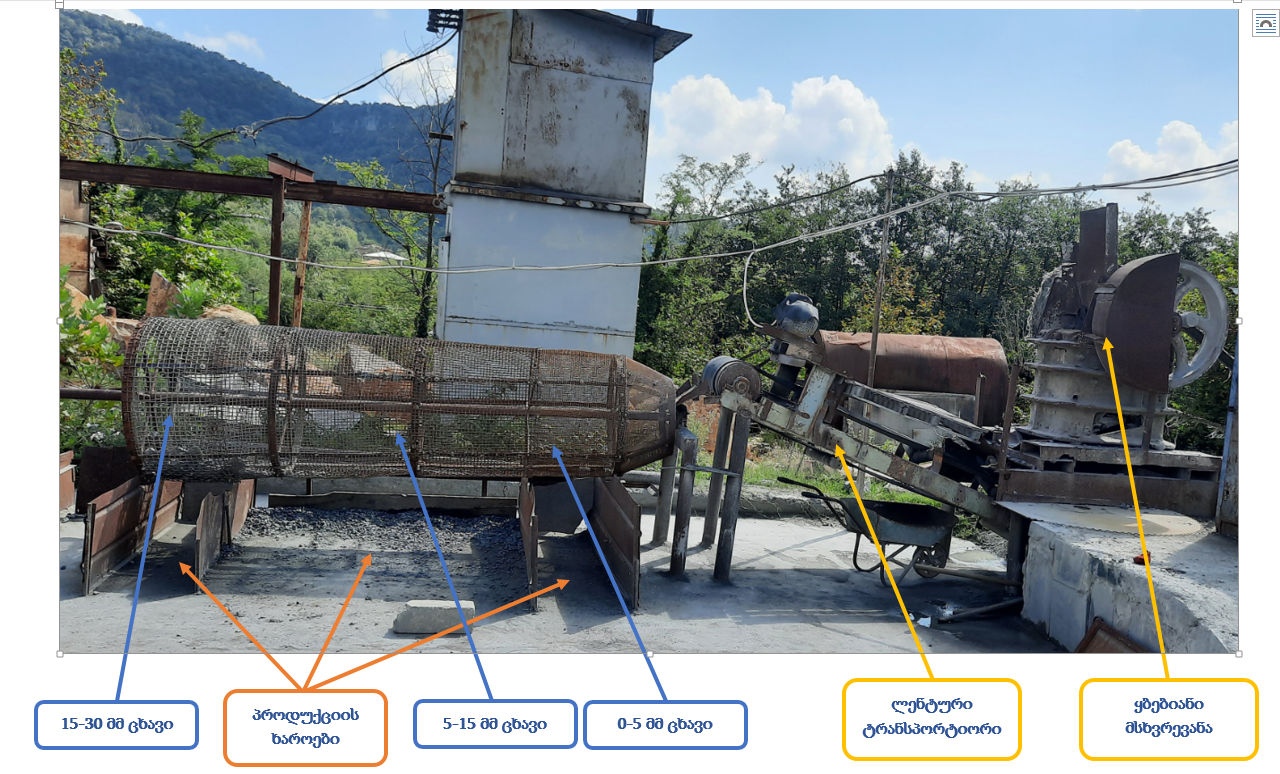 15-30 მმ ცხავი
პროდუქციის
ხაროები
5-15 მმ ცხავი
0-5 მმ ცხავი
ლენტური
ტრანსპორტიორი
ყბებიანი
მსხვრევანა